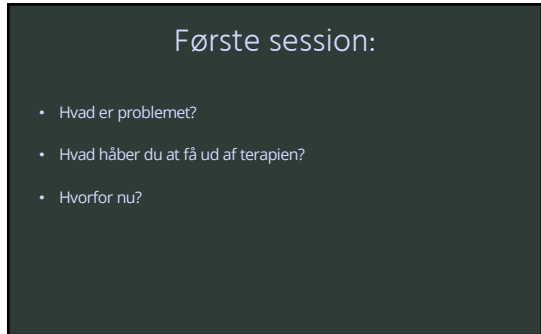 Første session:
• Hvad er problemet?
• Hvad håber du at få ud af terapien?
• Hvorfor nu?